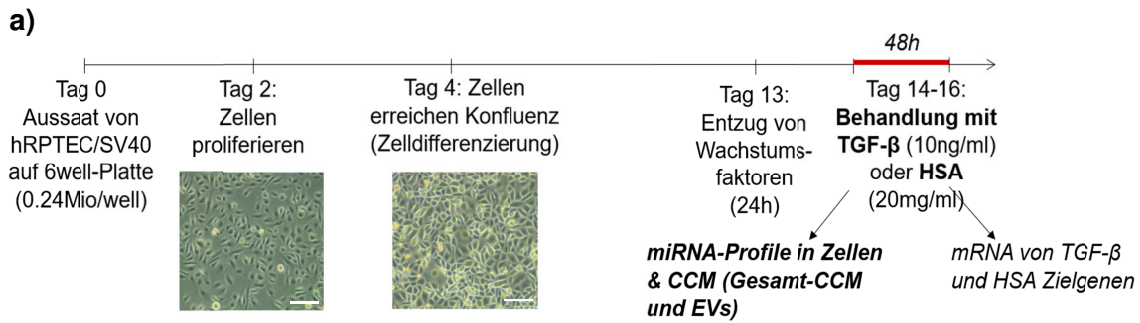 a)
48h
Tag 0
Aussaat von
hRPTEC/SV40
auf 6well-Platte
(0.24Mio/well)
Tag 2:
Zellen
proliferieren
Tag 4: Zellen
erreichen Konfluenz
(Zelldifferenzierung)
Tag 13:
Entzug von
Wachstums-
faktoren
(24h)
Tag 14-16:
Behandlung mit
TGF-β (10ng/ml)
oder HSA
(20mg/ml)
miRNA-Profile in Zellen
& CCM (Gesamt-CCM
und EVs)
mRNA von TGF-β
und HSA Zielgenen